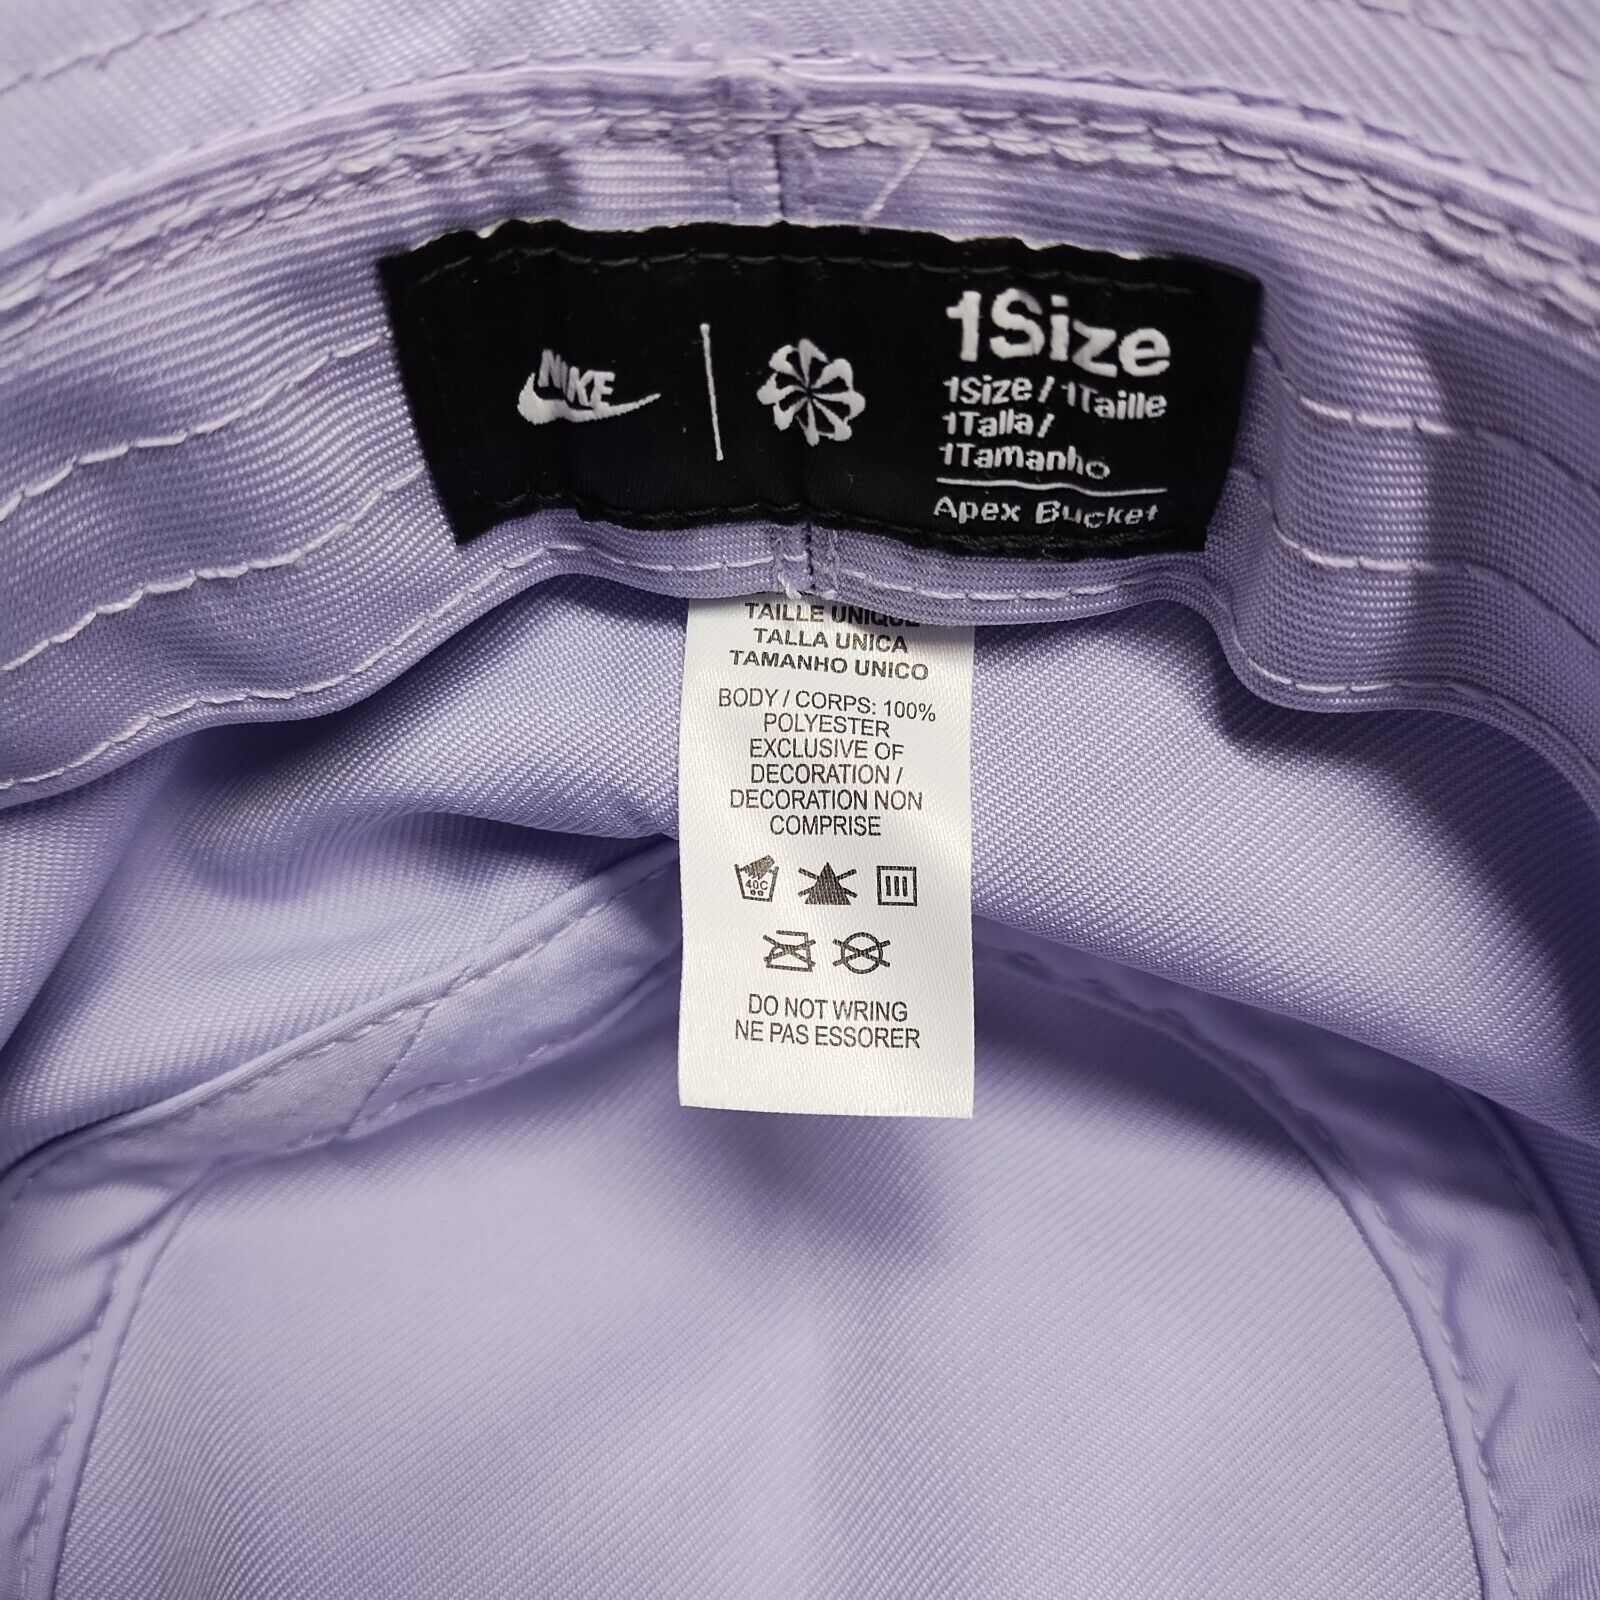 NIKE
1Size
1Size / 1Taille
1Talla /
1Tamanho
Apex Bucket
TAILLE UNIQUE
TALLA UNICA
TAMANHO UNICO
BODY / CORPS: 100%
POLYESTER
EXCLUSIVE OF
DECORATION /
DECORATION NON
COMPRISE
40C
DO NOT WRING
NE PAS ESSORER